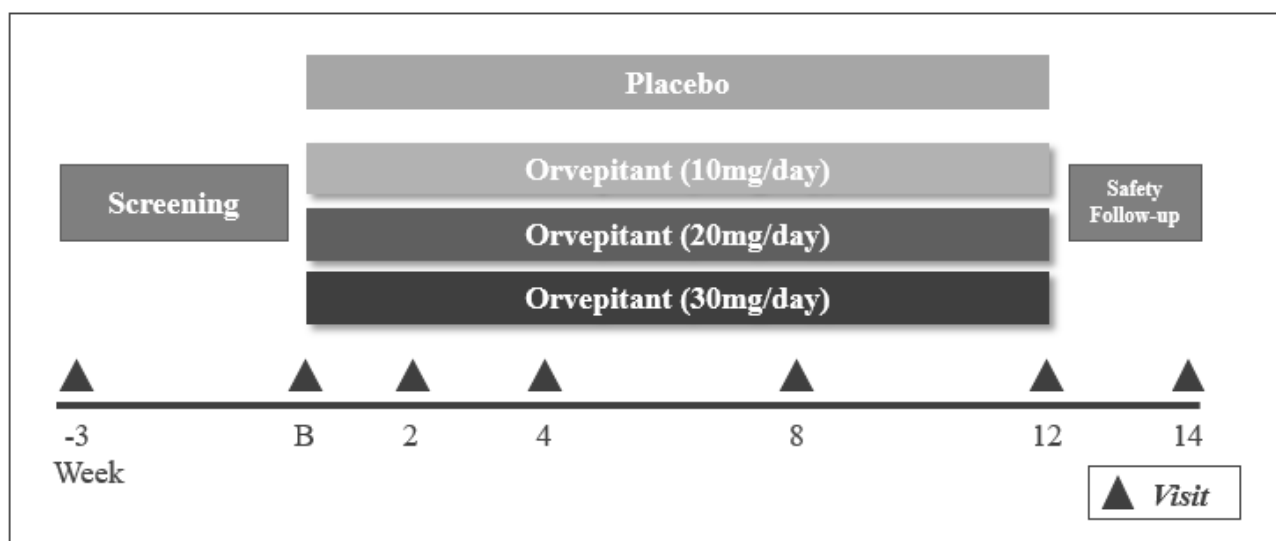 Placebo
Orvepitant (10mg/day)
Screening
Safety
Follow-up
Orvepitant (20mg/day)
Orvepitant (30mg/day)
-3 B 2 4 8 12 14
Week
Visit